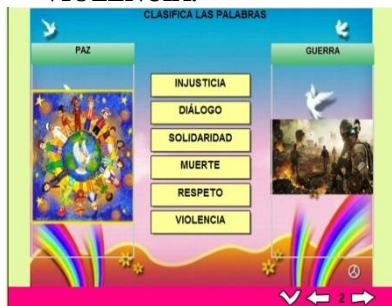 CLASIFICA LAS PALABRAS
PAZ
GUERRA
INJUSTICIA
DIÁLOGO
SOLIDARIDAD
MUERTE
RESPETO
VIOLENCIA
2